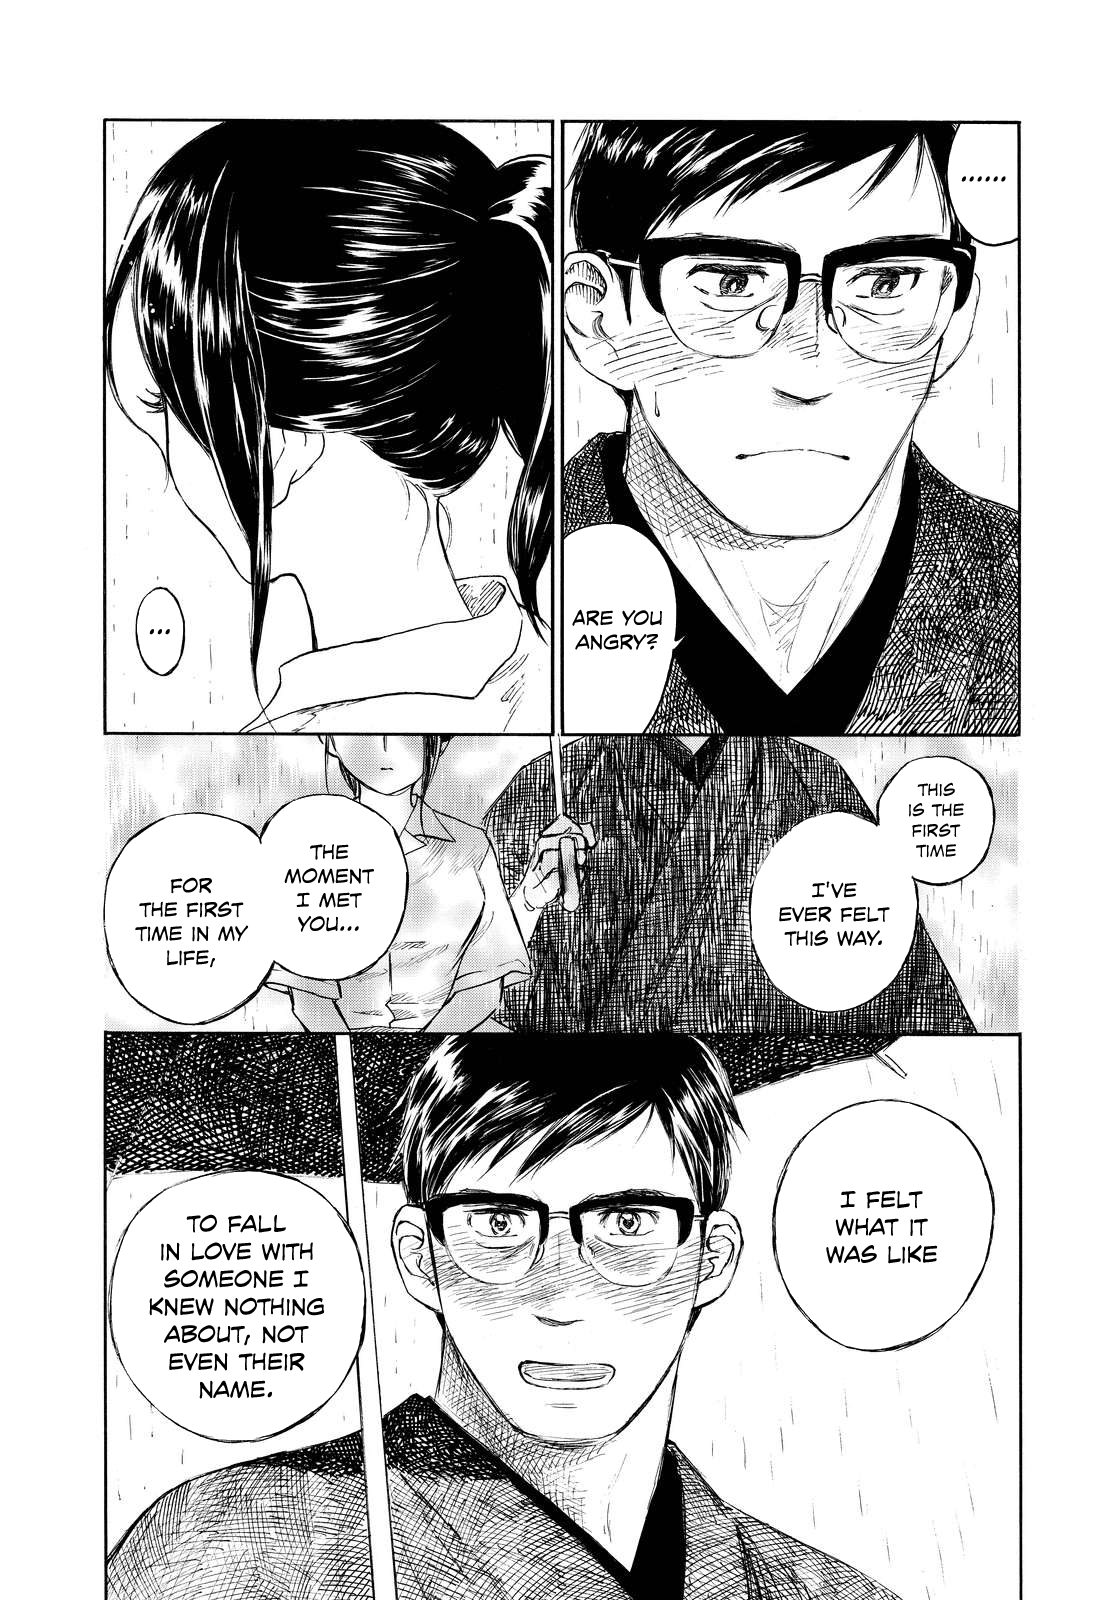 ......
ARE YOU
ANGRY?
...
THIS
IS THE
FIRST
TIME
I'VE
EVER FELT
THIS WAY.
THE
MOMENT
I MET
YOU...
FOR
THE FIRST
TIME IN MY
LIFE,
I FELT
WHAT IT
WAS LIKE
TO FALL
IN LOVE WITH
SOMEONE I
KNEW NOTHING
ABOUT, NOT
EVEN THEIR
NAME.